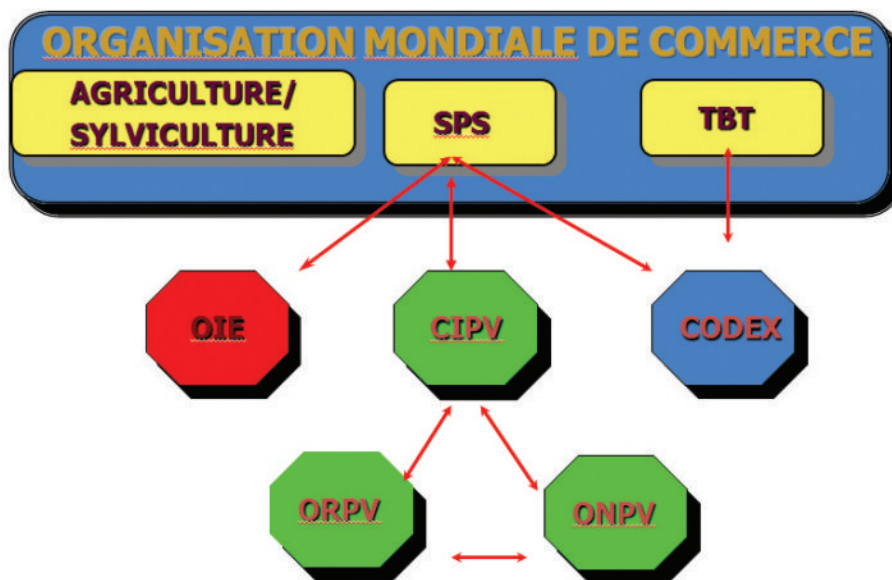 ORGANISATION MONDIALE DE COMMERCE
AGRICULTURE/
SYLVICULTURE
SPS
TBT
OIE
CIPV
CODEX
ORPV
ONPV